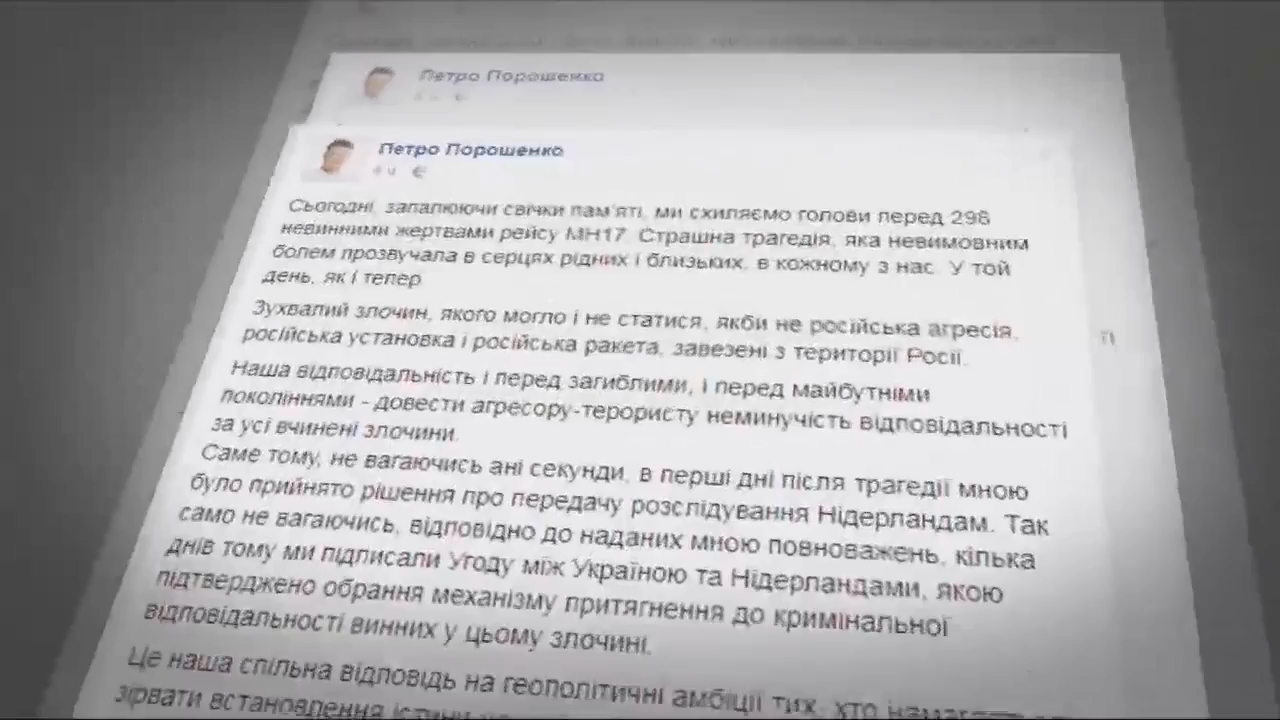 Петро Порошенко
Петро Порошенко
Сьогодні, запалюючи свічки пам'яті, ми схиляємо голови перед 298
невинними жертвами рейсу МН17. Страшна трагедія, яка невимовним
болем прозвучала в серцях рідних і близьких, в кожному з нас. У той
день, як і тепер.
Зухвалий злочин, якого могло і не статися, якби не російська агресія,
російська установка і російська ракета, завезені з території Росії.
Наша відповідальність і перед загиблими, і перед майбутніми
поколіннями - довести агресору-терористу неминучість відповідальності
за усі вчинені злочини.
Саме тому, не вагаючись ані секунди, в перші дні після трагедії мною
було прийнято рішення про передачу розслідування Нідерландам. Так
само не вагаючись, відповідно до наданих мною повноважень, кілька
днів тому ми підписали Угоду між Україною та Нідерландами, якою
підтверджено обрання механізму притягнення до кримінальної
відповідальності винних у цьому злочині.
Це наша спільна відповідь на геополітичні амбіції тих, хто
зірвати встановлення істини